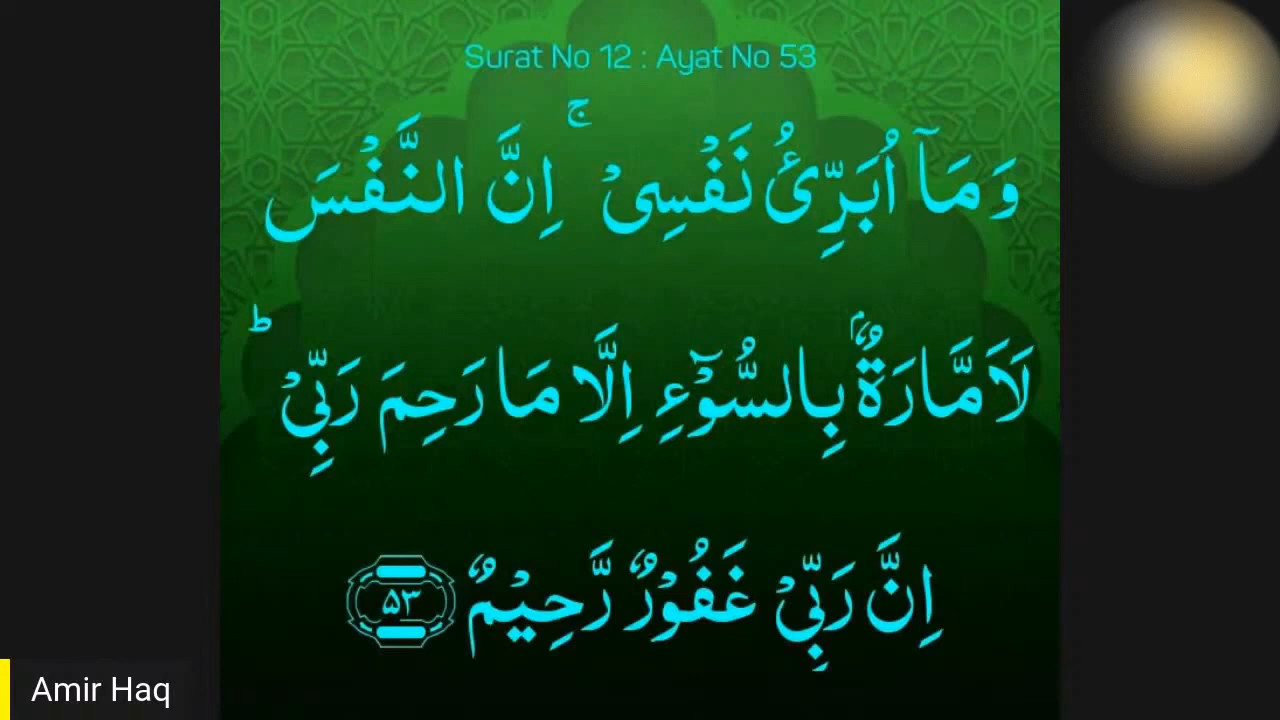 Surat No 12 : Ayat No 53
وَمَاۤ اُبَرِّئُ نَفْسِیْ ۚ اِنَّ النَّفْسَ
لَاَمَّارَةٌۢ بِالسُّوْٓءِ اِلَّا مَا رَحِمَ رَبِّیْ ؕ
اِنَّ رَبِّیْ غَفُوْرٌ رَّحِیْمٌ ۵۳
Amir Haq